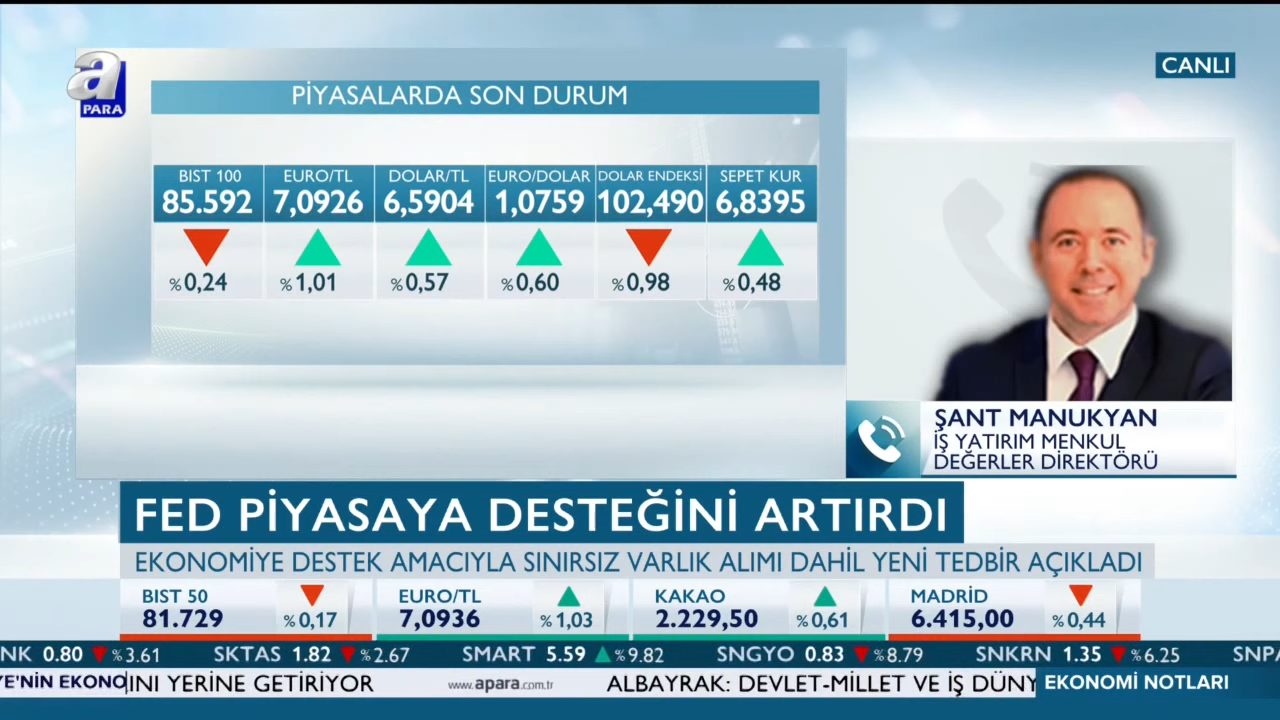 a
PARA
CANLI
PİYASALARDA SON DURUM
BIST 100 EURO/TL DOLAR/TL EURO/DOLAR DOLAR ENDEKSİ SEPET KUR
85.592 7,0926 6,5904 1,0759 102,490 6,8395
%0,24 %1,01 %0,57 %0,60 %0,98 %0,48
ŞANT MANUKYAN
İŞ YATIRIM MENKUL
DEĞERLER DİREKTÖRÜ
FED PİYASAYA DESTEĞİNİ ARTIRDI
EKONOMİYE DESTEK AMACIYLA SINIRSIZ VARLIK ALIMI DAHİL YENİ TEDBİR AÇIKLADI
BIST 50 EURO/TL KAKAO MADRİD
81.729 %0,17 7,0936 %1,03 2.229,50 %0,61 6.415,00 %0,44
NK 0.80 %3.61 SKTAS 1.82 %2.67 SMART 5.59 %9.82 SNGYO 0.83 %8.79 SNKRN 1.35 %6.25 SNPA
YE'NİN EKONO INI YERİNE GETİRİYOR www.apara.com.tr ALBAYRAK: DEVLET-MİLLET VE İŞ DÜNY EKONOMİ NOTLARI